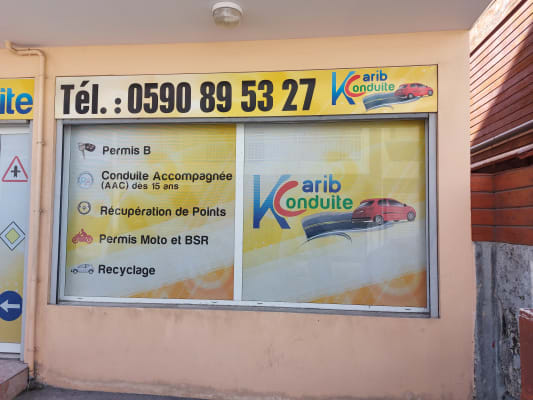 Tél. : 0590 89 53 27
Karib
Conduite
ite
Permis B
Conduite Accompagnée
(AAC) dès 15 ans
Récupération de Points
Permis Moto et BSR
Recyclage
Karib
Conduite